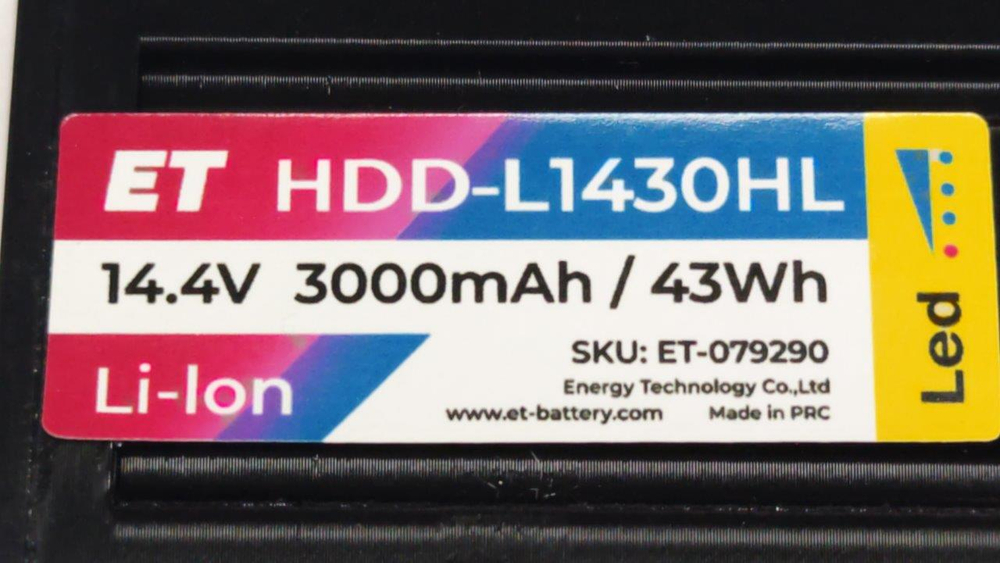 ET HDD-L1430HL
14.4V 3000mAh / 43Wh
Li-Ion
SKU: ET-079290
Energy Technology Co.,Ltd
www.et-battery.com Made in PRC
Led